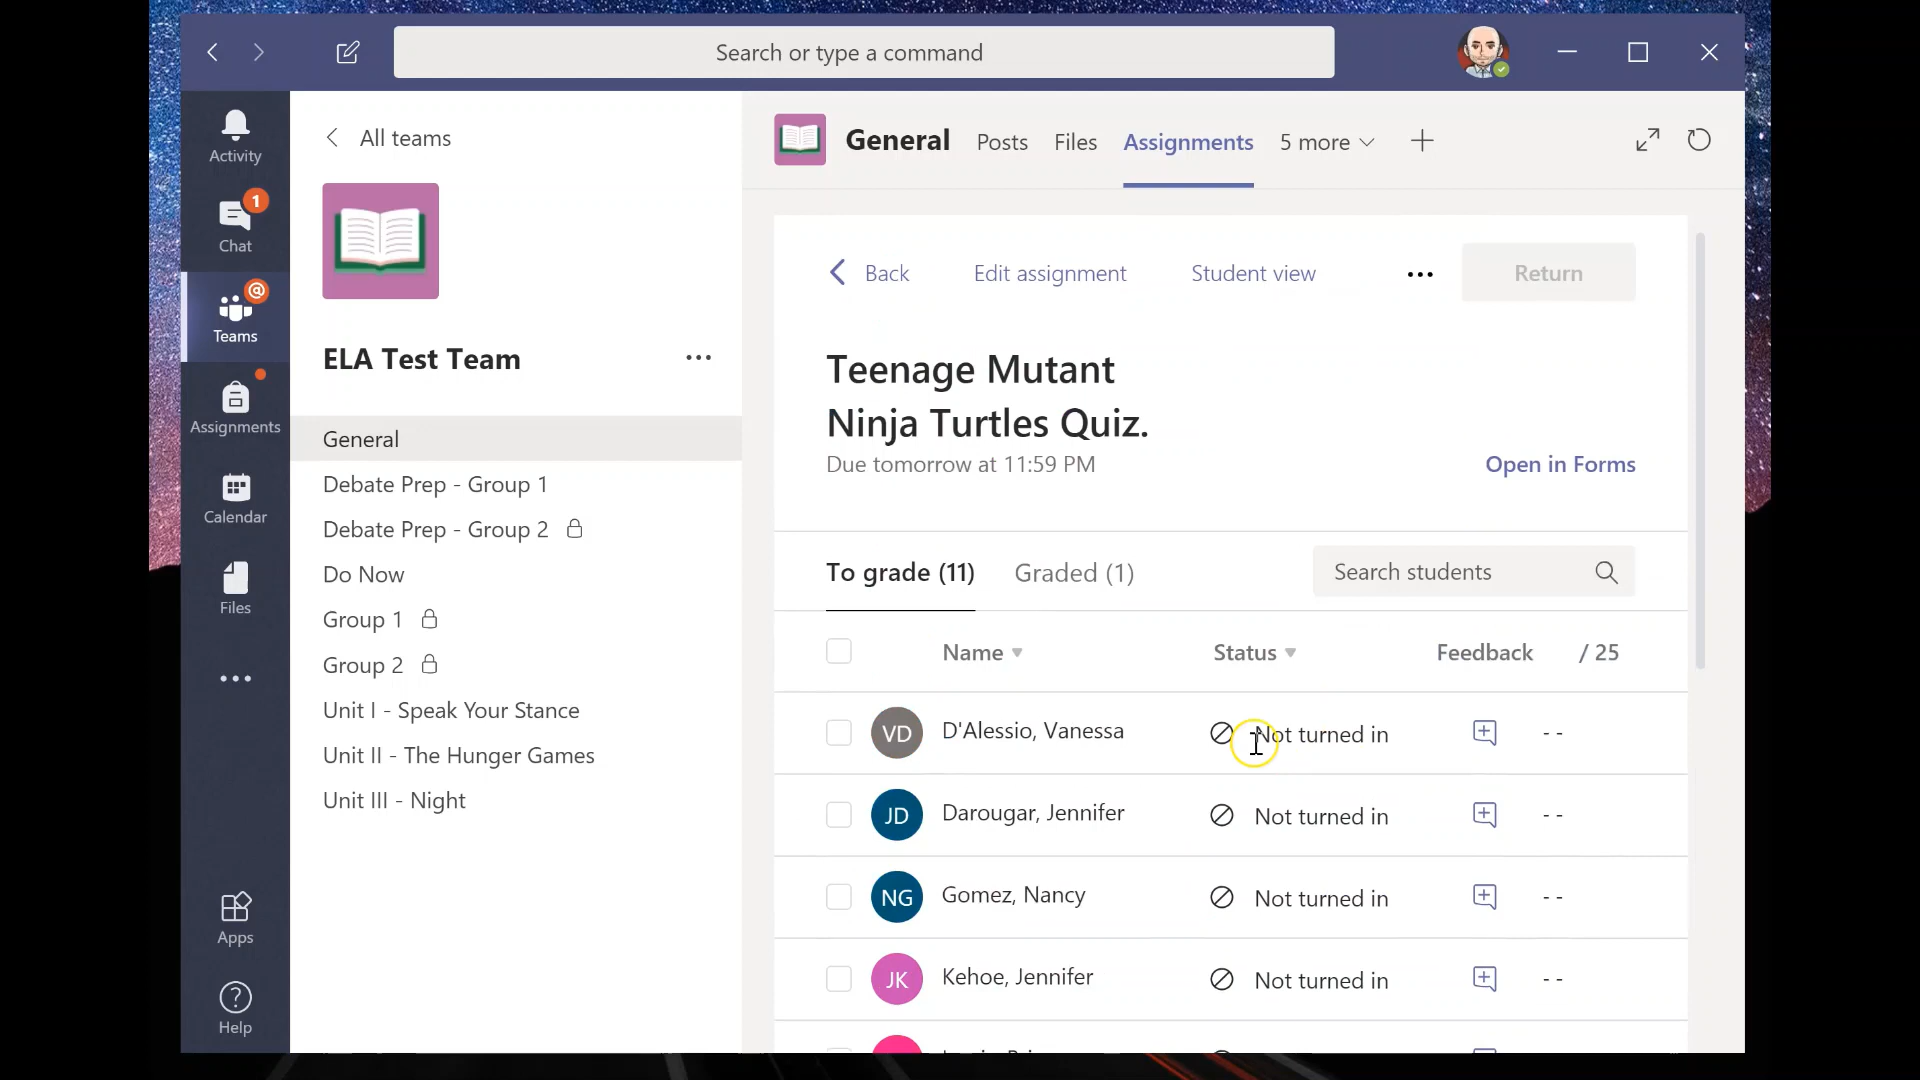 Search or type a command
Activity
1
Chat
@
Teams
Assignments
Calendar
Files
Apps
Help
All teams
ELA Test Team
General
Debate Prep - Group 1
Debate Prep - Group 2
Do Now
Group 1
Group 2
Unit I - Speak Your Stance
Unit II - The Hunger Games
Unit III - Night
General Posts Files Assignments 5 more
Back Edit assignment Student view Return
Teenage Mutant
Ninja Turtles Quiz.
Due tomorrow at 11:59 PM
Open in Forms
To grade (11) Graded (1) Search students
Name Status Feedback / 25
VD D'Alessio, Vanessa Not turned in - -
JD Darougar, Jennifer Not turned in - -
NG Gomez, Nancy Not turned in - -
JK Kehoe, Jennifer Not turned in - -